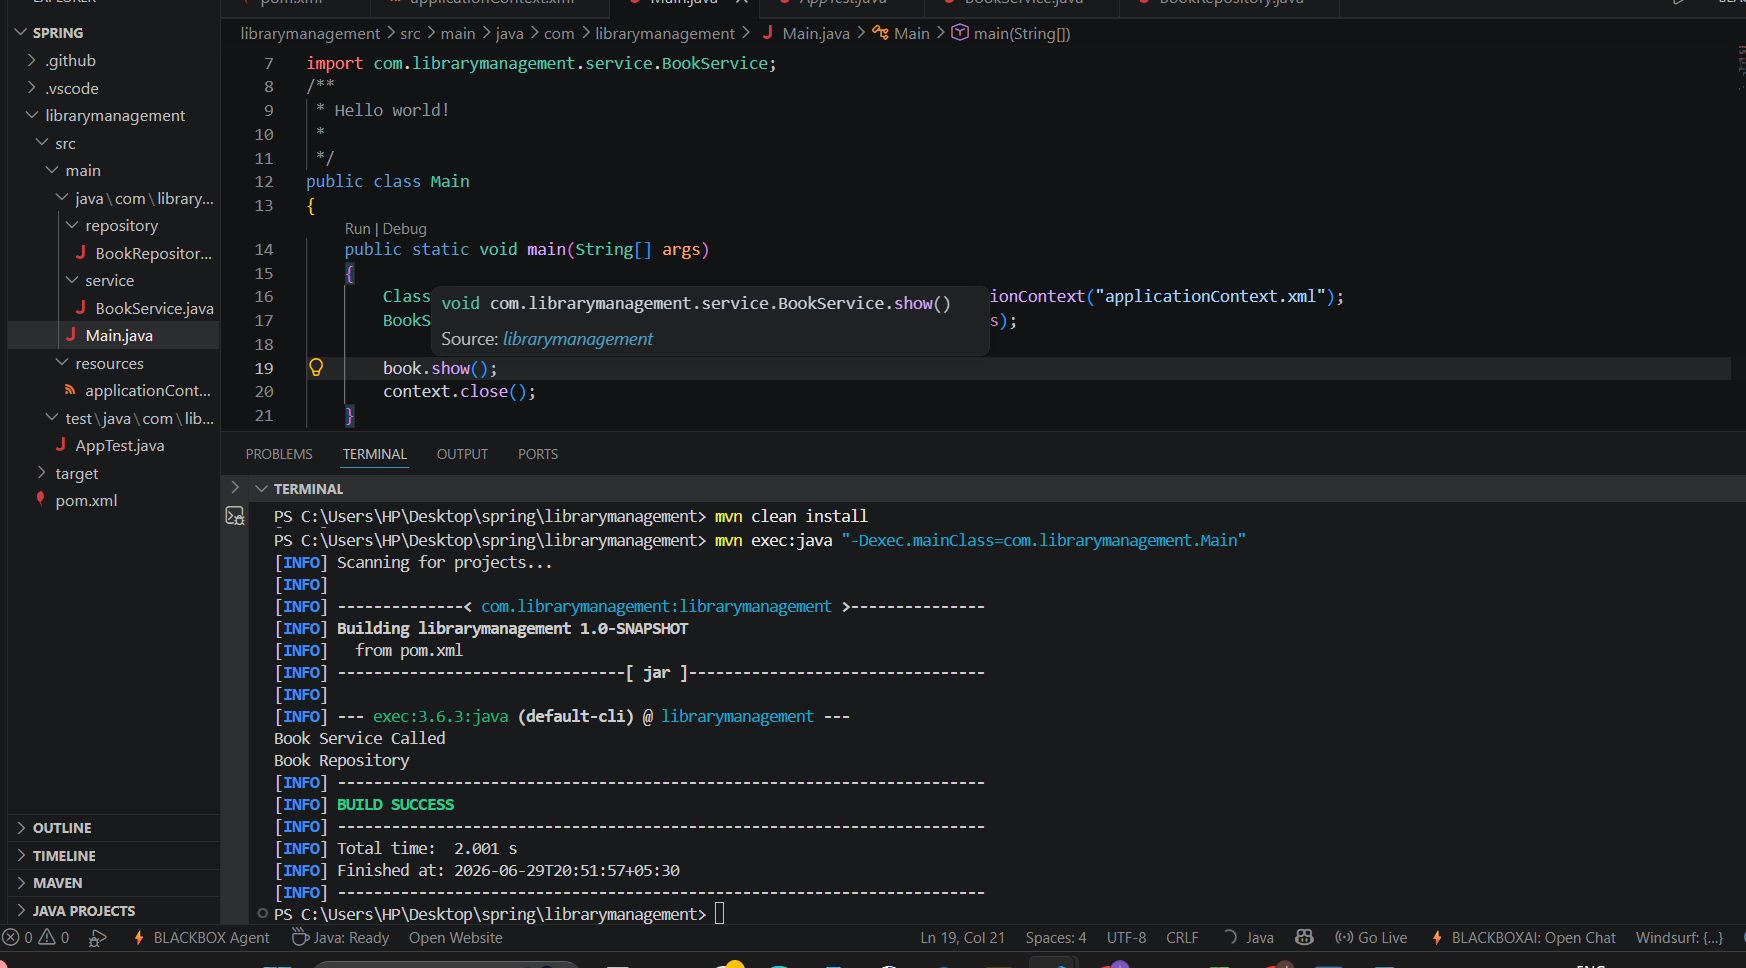 SPRING
.github
.vscode
librarymanagement
src
main
java\com\library...
repository
BookRepositor...
service
BookService.java
Main.java
resources
applicationCont...
test\java\com\lib...
AppTest.java
target
pom.xml
OUTLINE
TIMELINE
MAVEN
JAVA PROJECTS
librarymanagement > src > main > java > com > librarymanagement > Main.java > Main > main(String[])
7 import com.librarymanagement.service.BookService;
8 /**
9 * Hello world!
10 *
11 */
12 public class Main
13 {
Run | Debug
14 public static void main(String[] args)
15 {
16 Class ionContext("applicationContext.xml");
17 BookS s);
void com.librarymanagement.service.BookService.show()
Source: librarymanagement
18
19 book.show();
20 context.close();
21 }
PROBLEMS TERMINAL OUTPUT PORTS
TERMINAL
PS C:\Users\HP\Desktop\spring\librarymanagement> mvn clean install
PS C:\Users\HP\Desktop\spring\librarymanagement> mvn exec:java "-Dexec.mainClass=com.librarymanagement.Main"
[INFO] Scanning for projects...
[INFO]
[INFO] --------------< com.librarymanagement:librarymanagement >---------------
[INFO] Building librarymanagement 1.0-SNAPSHOT
[INFO]   from pom.xml
[INFO] --------------------------------[ jar ]---------------------------------
[INFO]
[INFO] --- exec:3.6.3:java (default-cli) @ librarymanagement ---
Book Service Called
Book Repository
[INFO] ------------------------------------------------------------------------
[INFO] BUILD SUCCESS
[INFO] ------------------------------------------------------------------------
[INFO] Total time:  2.001 s
[INFO] Finished at: 2026-06-29T20:51:57+05:30
[INFO] ------------------------------------------------------------------------
PS C:\Users\HP\Desktop\spring\librarymanagement>
0 0 BLACKBOX Agent Java: Ready Open Website Ln 19, Col 21 Spaces: 4 UTF-8 CRLF Java Go Live BLACKBOXAI: Open Chat Windsurf: {...}